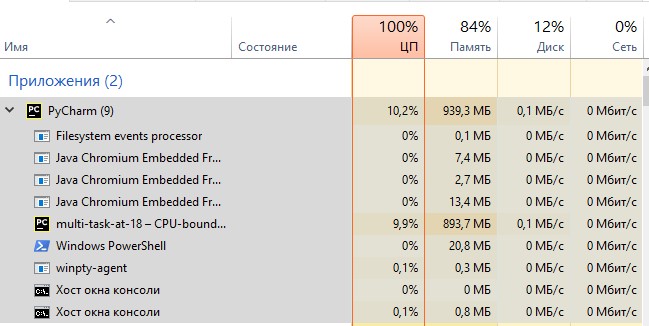 100% 84% 12% 0%
Имя Состояние ЦП Память Диск Сеть
Приложения (2)
PyCharm (9) 10,2% 939,3 МБ 0,1 МБ/с 0 Мбит/с
Filesystem events processor 0% 0,1 МБ 0 МБ/с 0 Мбит/с
Java Chromium Embedded Fr... 0% 7,4 МБ 0 МБ/с 0 Мбит/с
Java Chromium Embedded Fr... 0% 2,7 МБ 0 МБ/с 0 Мбит/с
Java Chromium Embedded Fr... 0% 13,4 МБ 0 МБ/с 0 Мбит/с
multi-task-at-18 – CPU-bound... 9,9% 893,7 МБ 0,1 МБ/с 0 Мбит/с
Windows PowerShell 0% 20,8 МБ 0 МБ/с 0 Мбит/с
winpty-agent 0,1% 0,3 МБ 0 МБ/с 0 Мбит/с
Хост окна консоли 0% 0 МБ 0 МБ/с 0 Мбит/с
Хост окна консоли 0,1% 0,8 МБ 0 МБ/с 0 Мбит/с